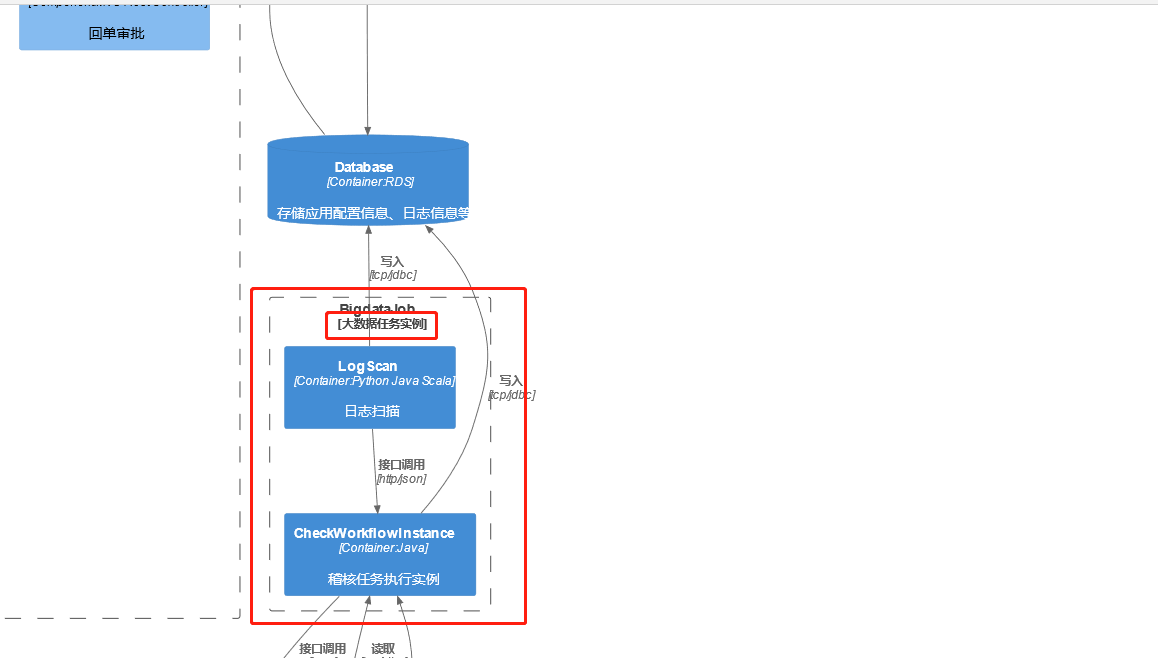 回单审批
Database
[Container:RDS]
存储应用配置信息、日志信息等
写入
[tcp/jdbc]
BigdataJob
[大数据任务实例]
LogScan
[Container:Python Java Scala]
日志扫描
写入
[tcp/jdbc]
接口调用
[http/json]
CheckWorkflowInstance
[Container:Java]
稽核任务执行实例
接口调用
读取